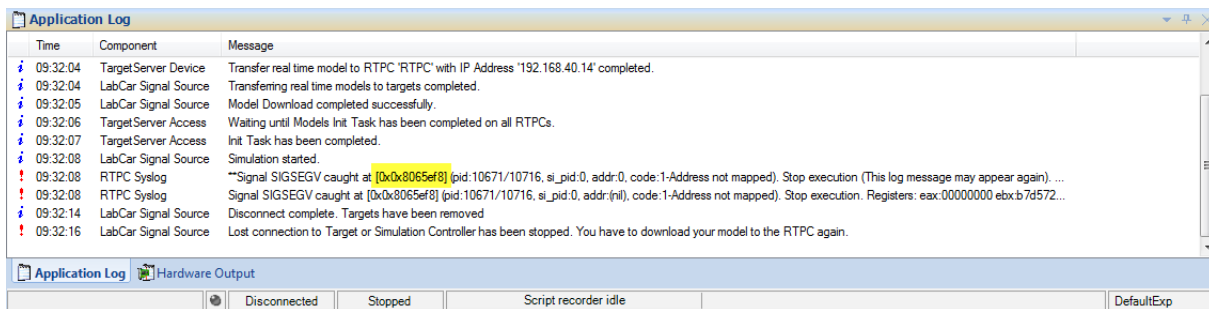 Application Log
Time Component Message
09:32:04 TargetServer Device Transfer real time model to RTPC 'RTPC' with IP Address '192.168.40.14' completed.
09:32:04 LabCar Signal Source Transferring real time models to targets completed.
09:32:05 LabCar Signal Source Model Download completed successfully.
09:32:06 TargetServer Access Waiting until Models Init Task has been completed on all RTPCs.
09:32:07 TargetServer Access Init Task has been completed.
09:32:08 LabCar Signal Source Simulation started.
09:32:08 RTPC Syslog **Signal SIGSEGV caught at [0x0x8065ef8] (pid:10671/10716, si_pid:0, addr:0, code:1-Address not mapped). Stop execution (This log message may appear again). ...
09:32:08 RTPC Syslog Signal SIGSEGV caught at [0x0x8065ef8] (pid:10671/10716, si_pid:0, addr:(nil), code:1-Address not mapped). Stop execution. Registers: eax:00000000 ebx:b7d572...
09:32:14 LabCar Signal Source Disconnect complete. Targets have been removed
09:32:16 LabCar Signal Source Lost connection to Target or Simulation Controller has been stopped. You have to download your model to the RTPC again.
Application Log Hardware Output
Disconnected Stopped Script recorder idle DefaultExp